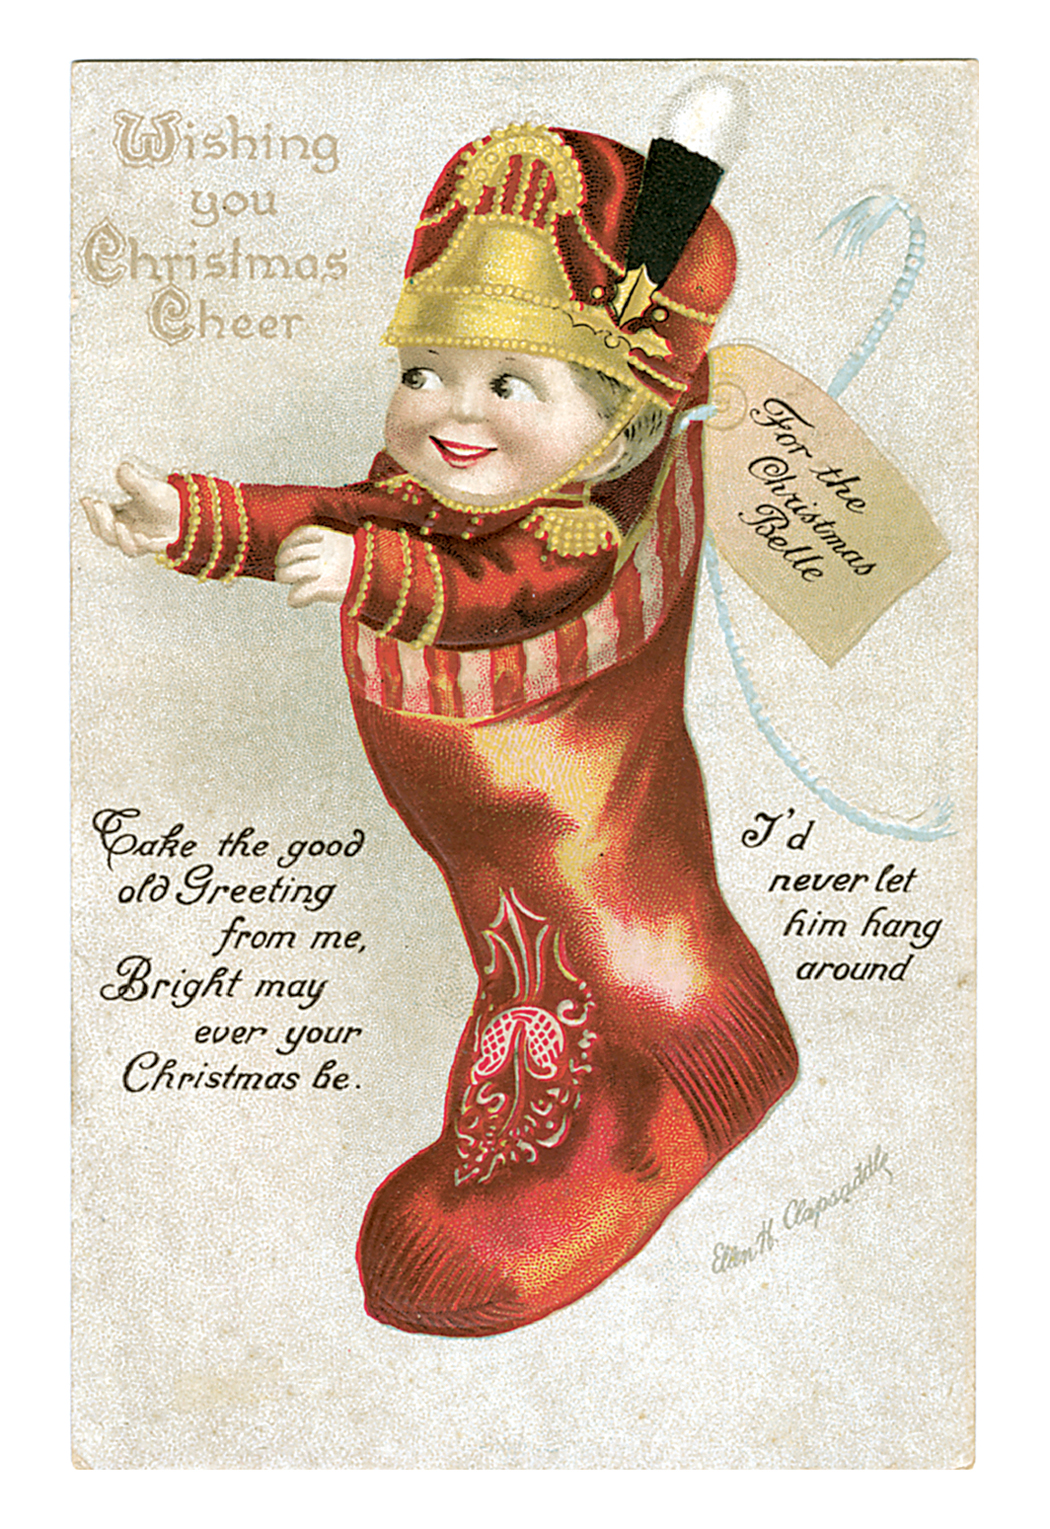 Wishing
you
Christmas
Cheer
For the
Christmas
Belle
Take the good
old Greeting
from me,
Bright may
ever your
Christmas be.
I'd
never let
him hang
around
Ellen H. Clapsaddle